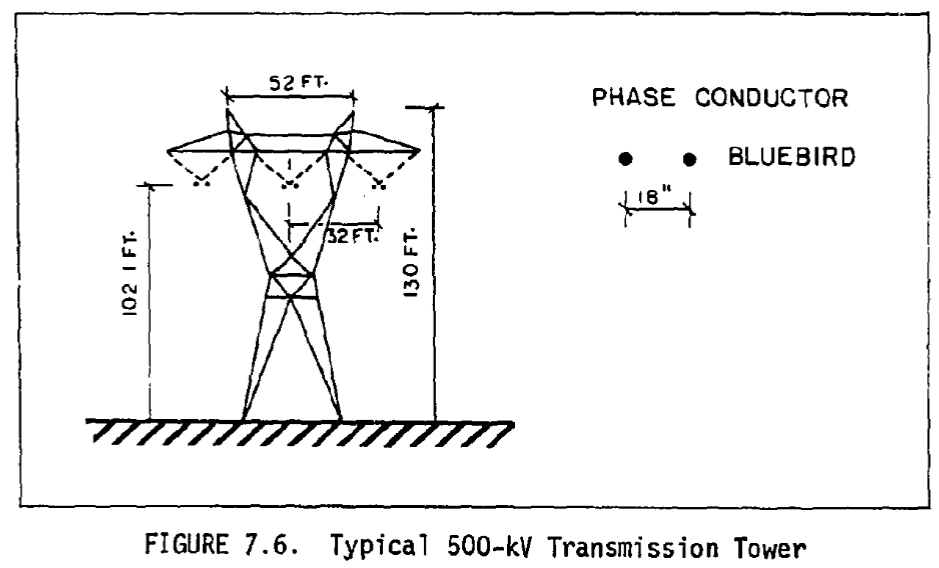 52 FT.
PHASE CONDUCTOR
BLUEBIRD
18"
32 FT.
102 1 FT.
130 FT.
FIGURE 7.6. Typical 500-kV Transmission Tower